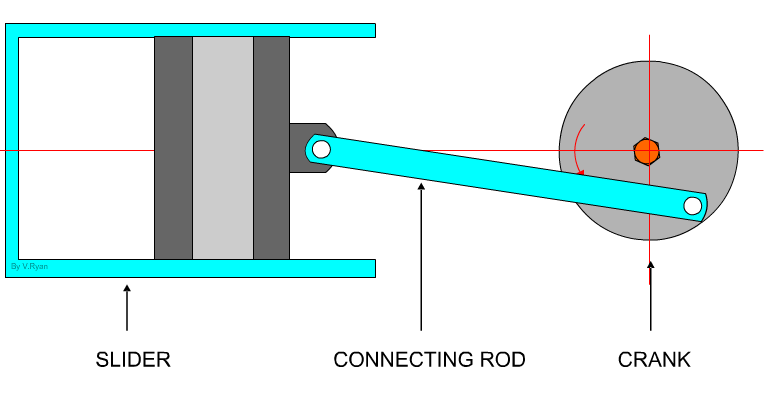 By V.Ryan
SLIDER
CONNECTING ROD
CRANK